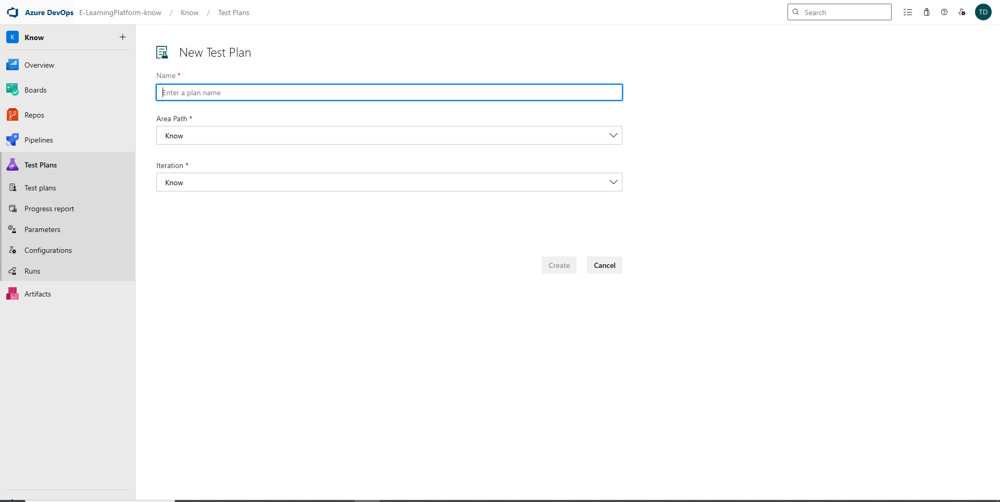 Azure DevOps E-LearningPlatform-know / Know / Test Plans
Search
TD
K Know
Overview
Boards
Repos
Pipelines
Test Plans
Test plans
Progress report
Parameters
Configurations
Runs
Artifacts
New Test Plan
Name *
Enter a plan name
Area Path *
Know
Iteration *
Know
Create Cancel